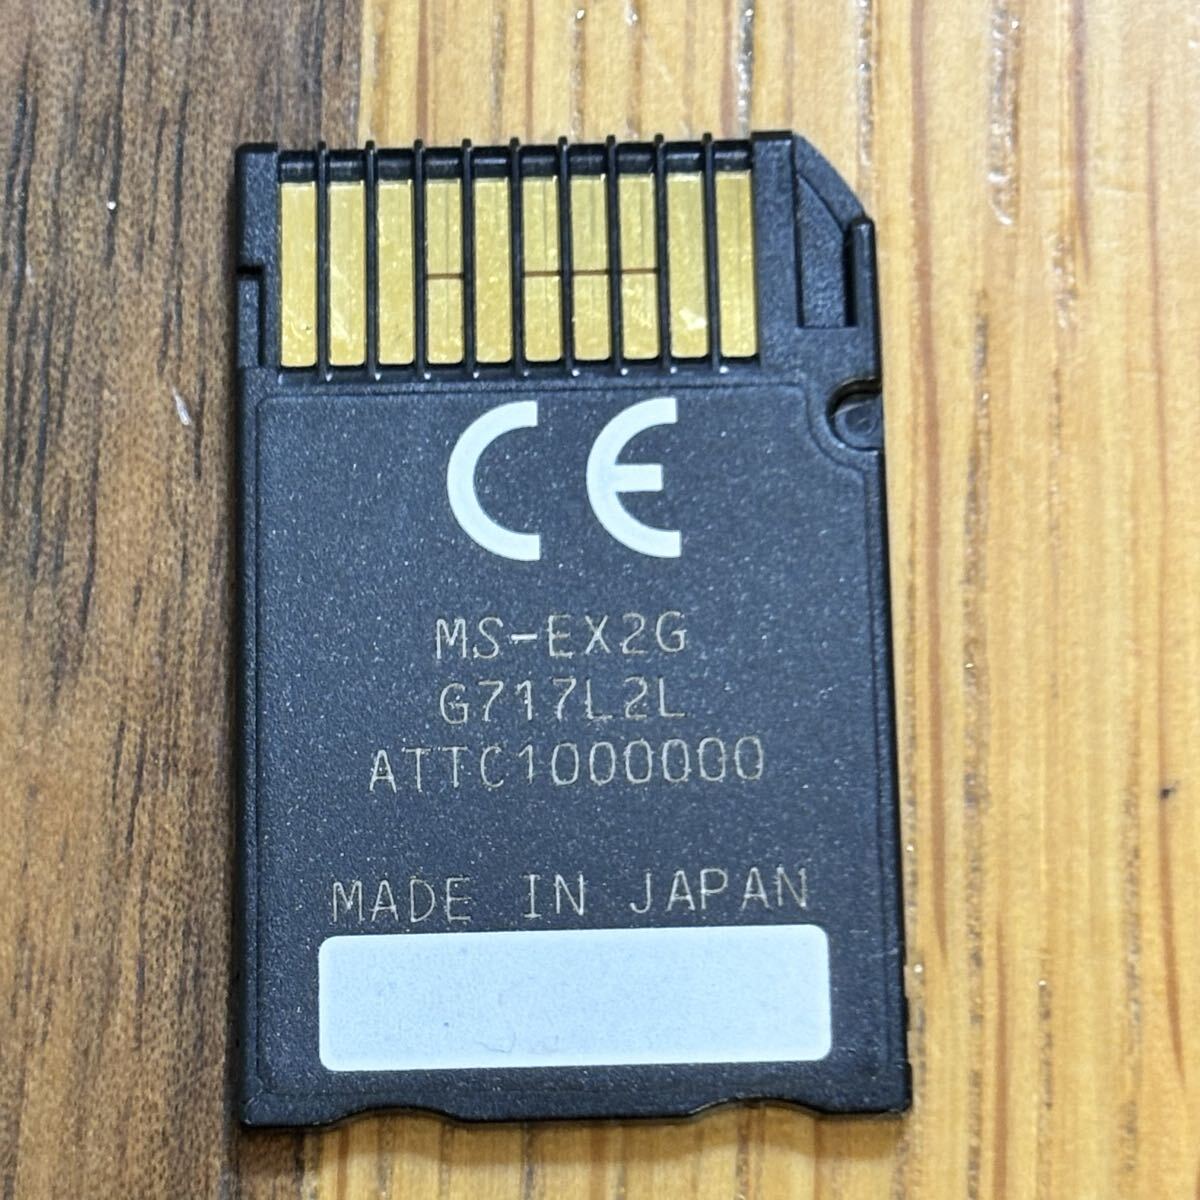 CE
MS-EX2G
G717L2L
ATTC1000000
MADE IN JAPAN